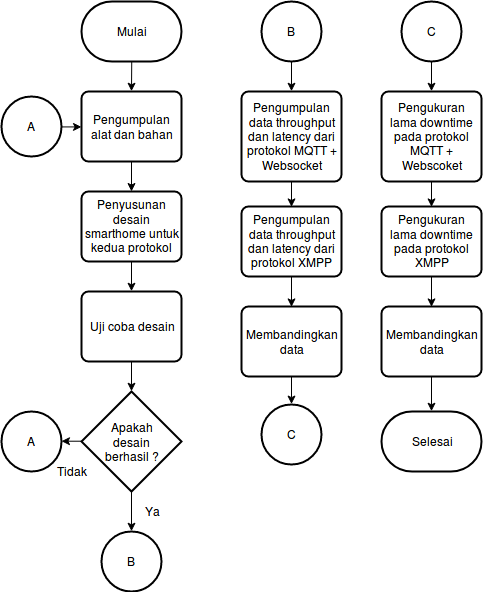 Mulai
A
Pengumpulan
alat dan bahan
Penyusunan
desain
smarthome untuk
kedua protokol
Uji coba desain
Apakah
desain
berhasil ?
A
Tidak
Ya
B
B
Pengumpulan
data throughput
dan latency dari
protokol MQTT +
Websocket
Pengumpulan
data throughput
dan latency dari
protokol XMPP
Membandingkan
data
C
C
Pengukuran
lama downtime
pada protokol
MQTT +
Webscoket
Pengukuran
lama downtime
pada protokol
XMPP
Membandingkan
data
Selesai